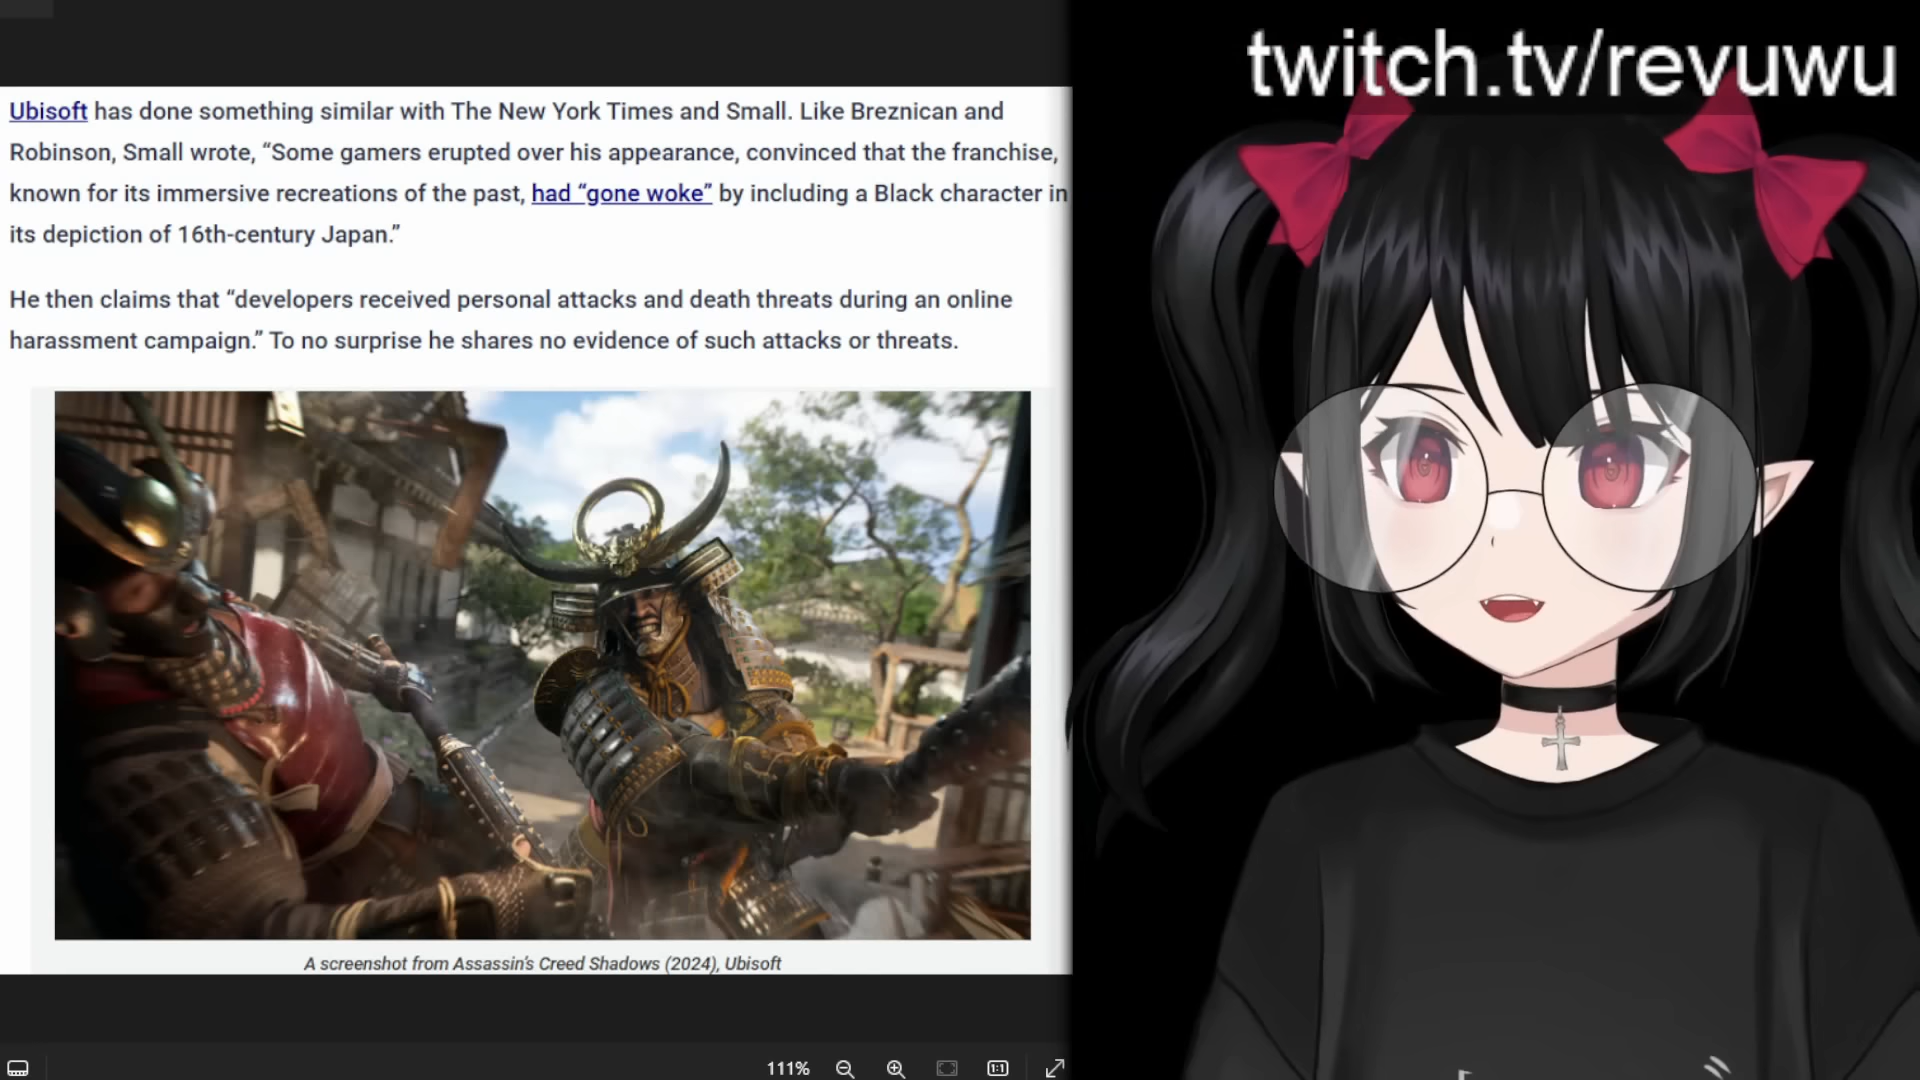 twitch.tv/revuwu
Ubisoft has done something similar with The New York Times and Small. Like Breznican and
Robinson, Small wrote, “Some gamers erupted over his appearance, convinced that the franchise,
known for its immersive recreations of the past, had “gone woke” by including a Black character in
its depiction of 16th-century Japan.”
He then claims that “developers received personal attacks and death threats during an online
harassment campaign.” To no surprise he shares no evidence of such attacks or threats.
A screenshot from Assassin’s Creed Shadows (2024), Ubisoft
111%
1:1